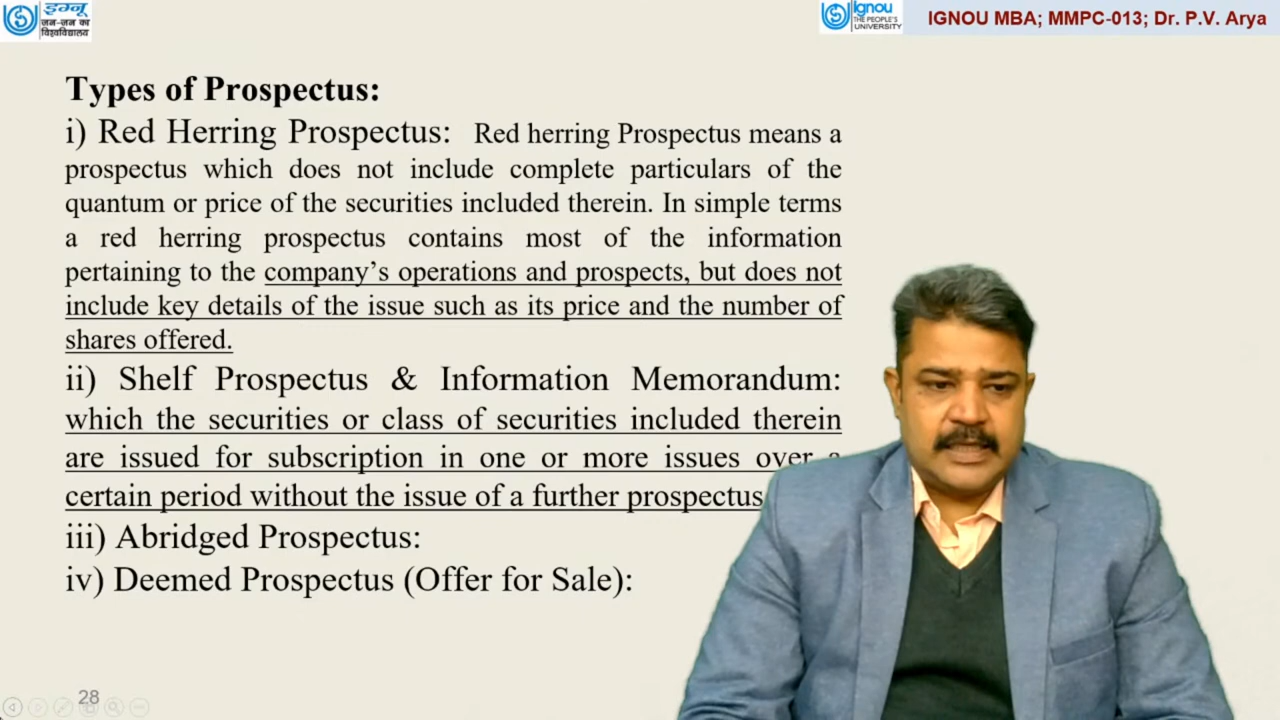 इग्नू
जन-जन का
विश्वविद्यालय
ignou
THE PEOPLE'S
UNIVERSITY
IGNOU MBA; MMPC-013; Dr. P.V. Arya
Types of Prospectus:
i) Red Herring Prospectus: Red herring Prospectus means a
prospectus which does not include complete particulars of the
quantum or price of the securities included therein. In simple terms
a red herring prospectus contains most of the information
pertaining to the company's operations and prospects, but does not
include key details of the issue such as its price and the number of
shares offered.
ii) Shelf Prospectus & Information Memorandum:
which the securities or class of securities included therein
are issued for subscription in one or more issues over a
certain period without the issue of a further prospectus
iii) Abridged Prospectus:
iv) Deemed Prospectus (Offer for Sale):
28